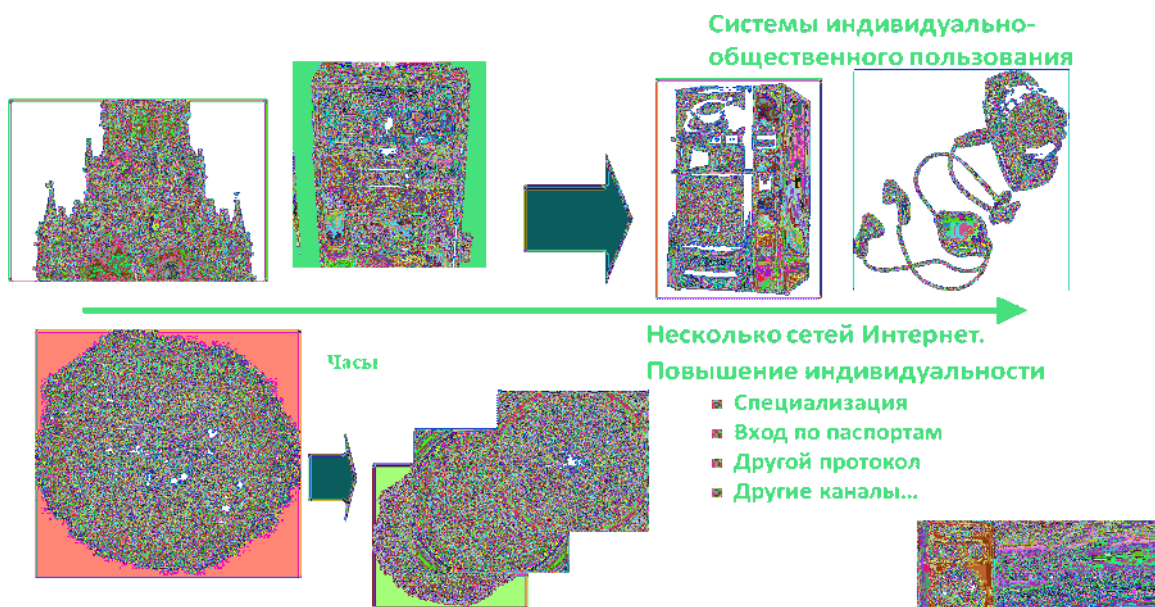 Системы индивидуально-
общественного пользования
Часы
Несколько сетей Интернет.
Повышение индивидуальности
Специализация
Вход по паспортам
Другой протокол
Другие каналы...